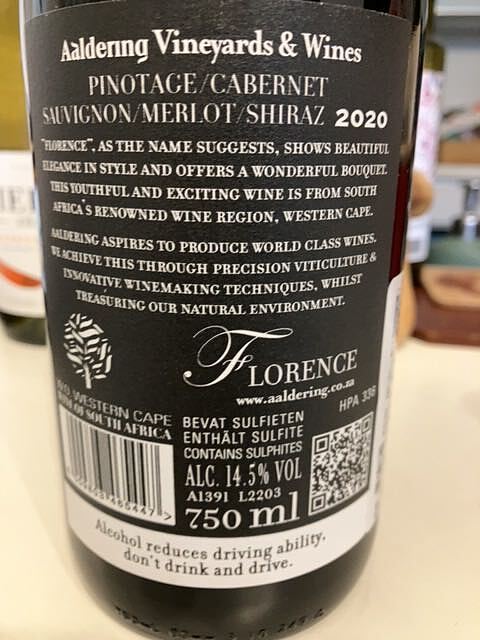 Aaldering Vineyards & Wines
PINOTAGE/CABERNET
SAUVIGNON/MERLOT/SHIRAZ 2020
"FLORENCE", AS THE NAME SUGGESTS, SHOWS BEAUTIFUL
ELEGANCE IN STYLE AND OFFERS A WONDERFUL BOUQUET.
THIS YOUTHFUL AND EXCITING WINE IS FROM SOUTH
AFRICA'S RENOWNED WINE REGION, WESTERN CAPE.
AALDERING ASPIRES TO PRODUCE WORLD CLASS WINES.
WE ACHIEVE THIS THROUGH PRECISION VITICULTURE &
INNOVATIVE WINEMAKING TECHNIQUES, WHILST
TREASURING OUR NATURAL ENVIRONMENT.
FLORENCE
www.aaldering.co.za
HPA 336
WESTERN CAPE
OF SOUTH AFRICA
BEVAT SULFIETEN
ENTHÄLT SULFITE
CONTAINS SULPHITES
ALC. 14.5% VOL
A1391 L2203
750 ml
Alcohol reduces driving ability,
don't drink and drive.